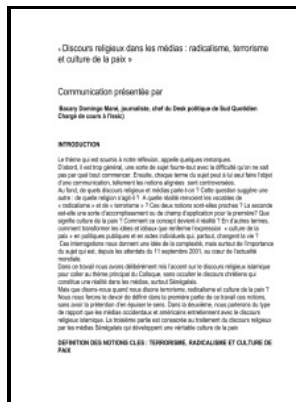 « Discours religieux dans les médias : radicalisme, terrorisme
et culture de la paix »
Communication présentée par
Bacary Domingo Mané, journaliste, chef du Desk politique de Sud Quotidien
Chargé de cours à l'Issic)
INTRODUCTION
Le thème qui est soumis à notre réflexion, appelle quelques remarques.
D'abord, il est trop général, une sorte de sujet fourre-tout avec la difficulté qu'on ne sait
pas par quel bout commencer. Ensuite, chaque terme du sujet peut à lui seul faire l'objet
d'une communication, tellement les notions alignées sont controversées.
Au fond, de quels discours religieux et médias parle-t-on ? Cette question suggère une
autre : de quelle religion s'agit-il ? A quelle réalité renvoient les vocables de
« radicalisme » et de « terrorisme » ? Ces deux notions sont-elles proches ? La seconde
est-elle une sorte d'accomplissement ou de champ d'application pour la première? Que
signifie culture de la paix ? Comment ce concept devient-il réalité ? En d'autres termes,
comment transformer les idées et idéaux que renferme l'expression « culture de la
paix » en politiques publiques et en actes individuels qui, partout, changent la vie ?
Ces interrogations nous donnent une idée de la complexité, mais surtout de l'importance
du sujet qui est, depuis les attentats du 11 septembre 2001, au cœur de l'actualité
mondiale.
Dans ce travail nous avons délibérément mis l'accent sur le discours religieux islamique
pour coller au thème principal du Colloque, sans occulter le discours chrétiens qui
constitue une réalité dans les médias, surtout Sénégalais.
Mais que disons-nous quand nous disons terrorisme, radicalisme et culture de la paix ?
Nous nous ferons le devoir de définir dans la première partie de ce travail ces notions,
sans avoir la prétention d'en épuiser le sens. Dans la deuxième, nous parlerons du type
de rapport que les médias occidentaux et américains entretiennent avec le discours
religieux islamique. La troisième partie est consacrée au traitement du discours religieux
par les médias Sénégalais qui développent une véritable culture de la paix
DEFINITION DES NOTIONS CLES : TERRORISME, RADICALISME ET CULTURE DE
PAIX